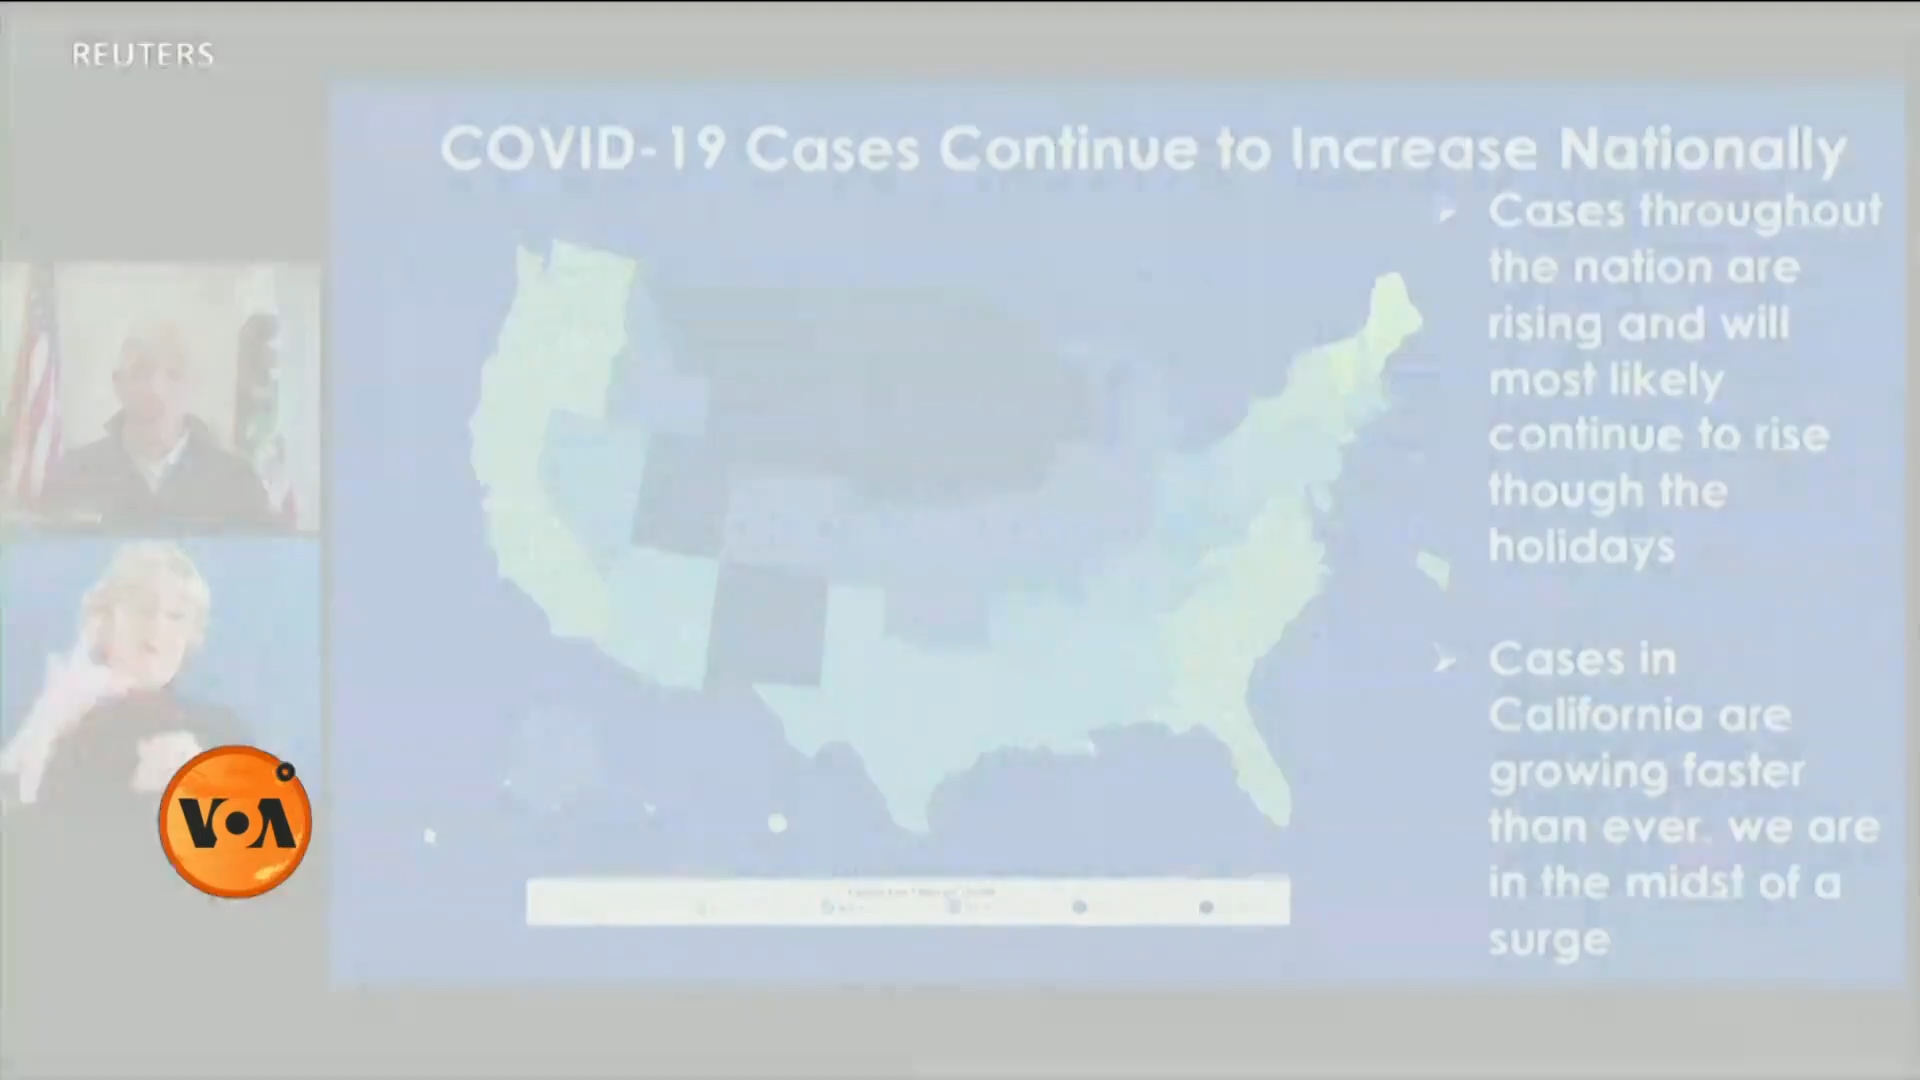 REUTERS
COVID-19 Cases Continue to Increase Nationally
Cases throughout
the nation are
rising and will
most likely
continue to rise
though the
holidays
Cases in
California are
growing faster
than ever, we are
in the midst of a
surge
VOA